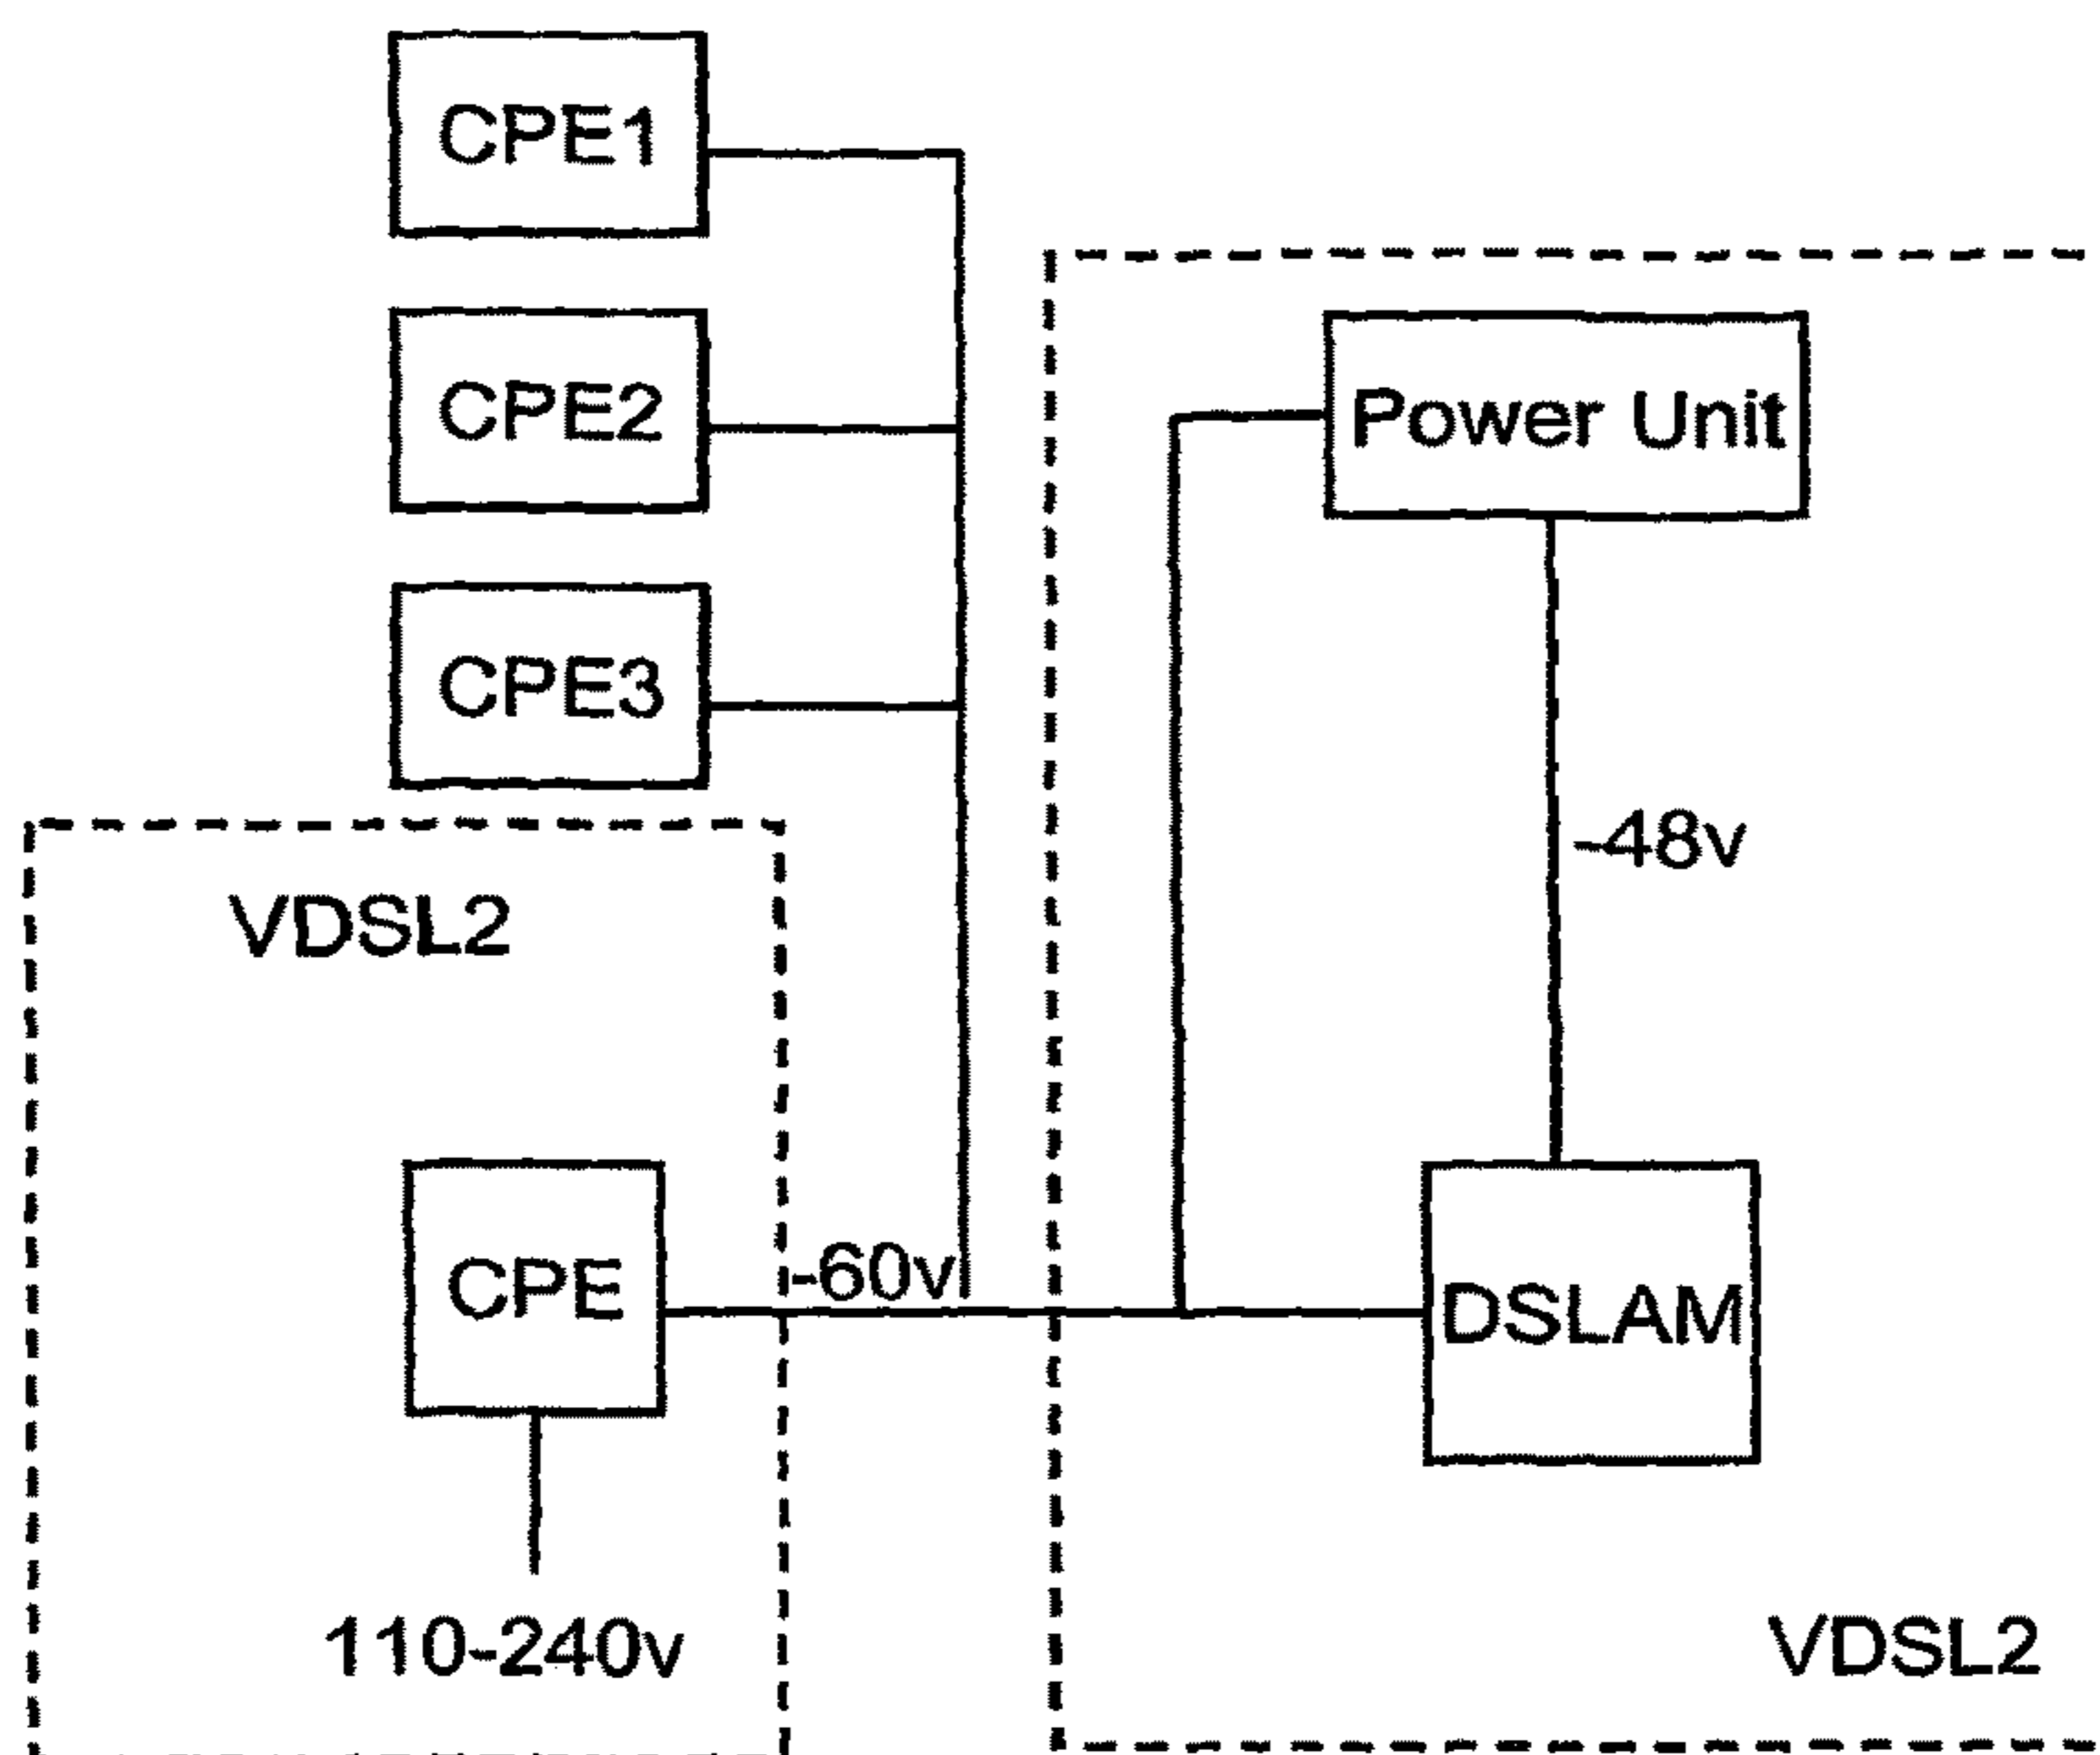 CPE1
CPE2
Power Unit
CPE3
-48v
VDSL2
-60v
CPE
DSLAM
110-240v
VDSL2